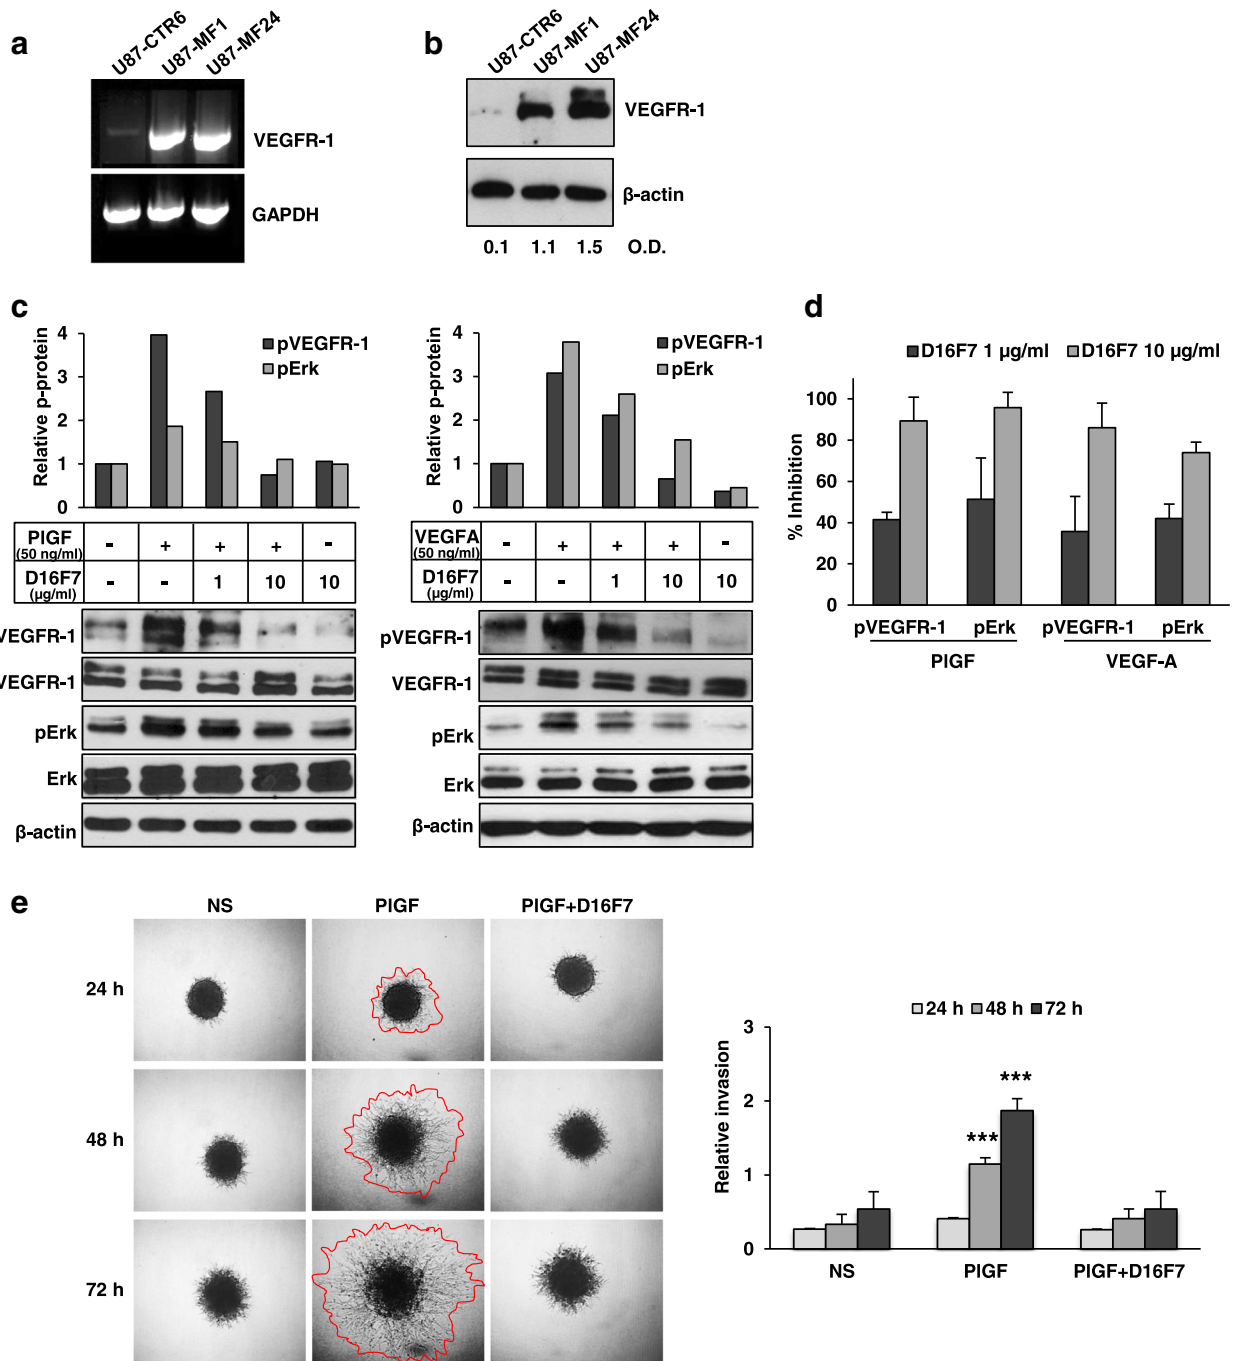 a
U87-CTR6
U87-MF1
U87-MF24
VEGFR-1
GAPDH
b
U87-CTR6
U87-MF1
U87-MF24
VEGFR-1
β-actin
0.1 1.1 1.5 O.D.
c
Relative p-protein
4
3
2
1
0
pVEGFR-1
pErk
PlGF
(50 ng/ml)
- + + + -
D16F7
(µg/ml)
- - 1 10 10
VEGFR-1
VEGFR-1
pErk
Erk
β-actin
Relative p-protein
4
3
2
1
0
pVEGFR-1
pErk
VEGFA
(50 ng/ml)
- + + + -
D16F7
(µg/ml)
- - 1 10 10
pVEGFR-1
VEGFR-1
pErk
Erk
β-actin
d
D16F7 1 µg/ml D16F7 10 µg/ml
% Inhibition
100
80
60
40
20
0
pVEGFR-1 pErk pVEGFR-1 pErk
PlGF VEGF-A
e
NS PlGF PlGF+D16F7
24 h
48 h
72 h
24 h 48 h 72 h
Relative invasion
3
2
1
0
***
***
NS PlGF PlGF+D16F7